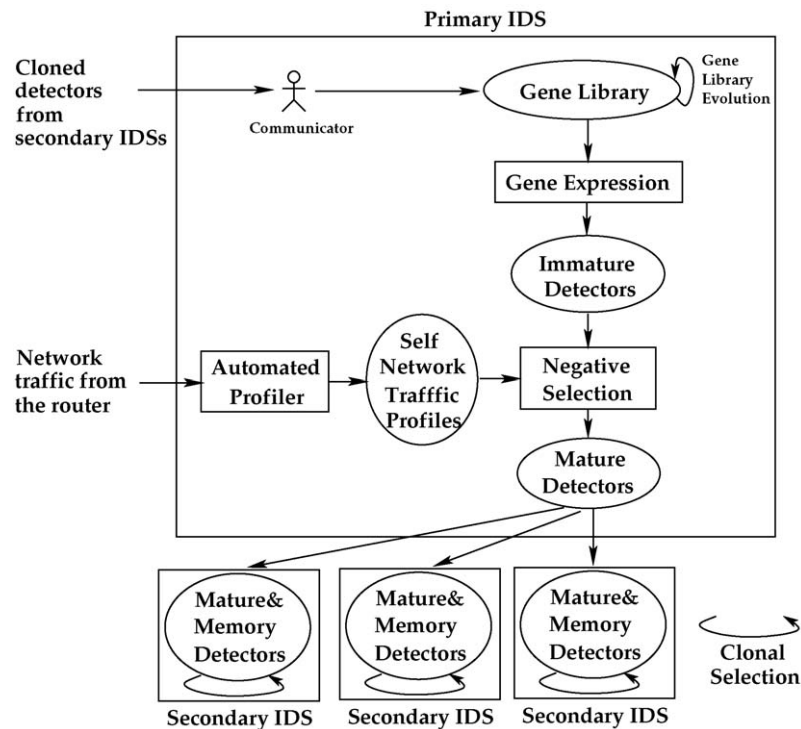 Primary IDS
Cloned
detectors
from
secondary IDSs
Communicator
Gene Library
Gene
Library
Evolution
Gene Expression
Immature
Detectors
Network
traffic from
the router
Automated
Profiler
Self
Network
Trafffic
Profiles
Negative
Selection
Mature
Detectors
Mature&
Memory
Detectors
Secondary IDS
Mature&
Memory
Detectors
Secondary IDS
Mature&
Memory
Detectors
Secondary IDS
Clonal
Selection